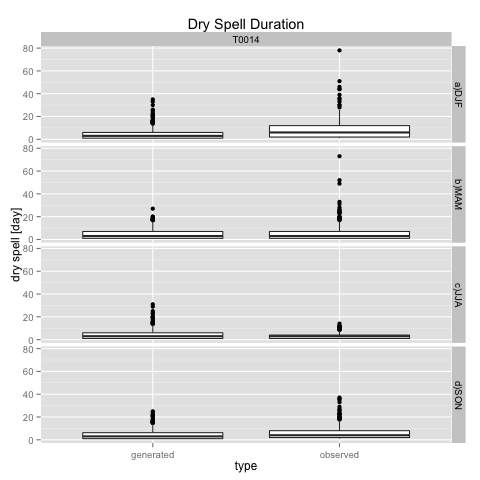 Dry Spell Duration
T0014
80
60
40
20
0
a)DJF
80
60
40
20
0
b)MAM
dry spell [day]
80
60
40
20
0
c)JJA
80
60
40
20
0
d)SON
generated observed
type